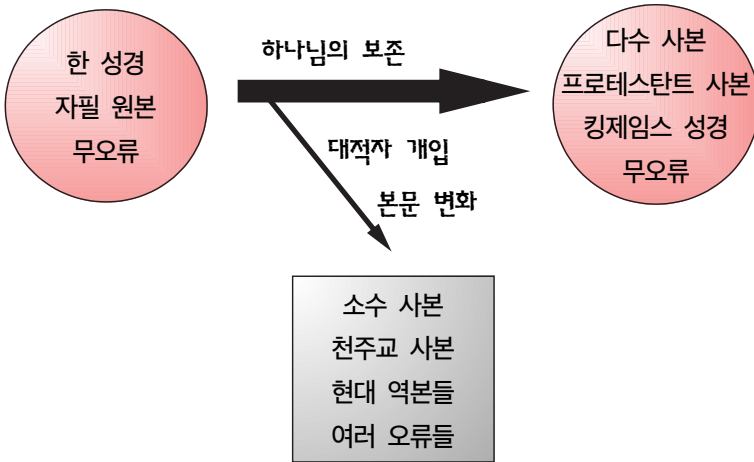 한 성경
자필 원본
무오류
하나님의 보존
대적자 개입
본문 변화
다수 사본
프로테스탄트 사본
킹제임스 성경
무오류
소수 사본
천주교 사본
현대 역본들
여러 오류들